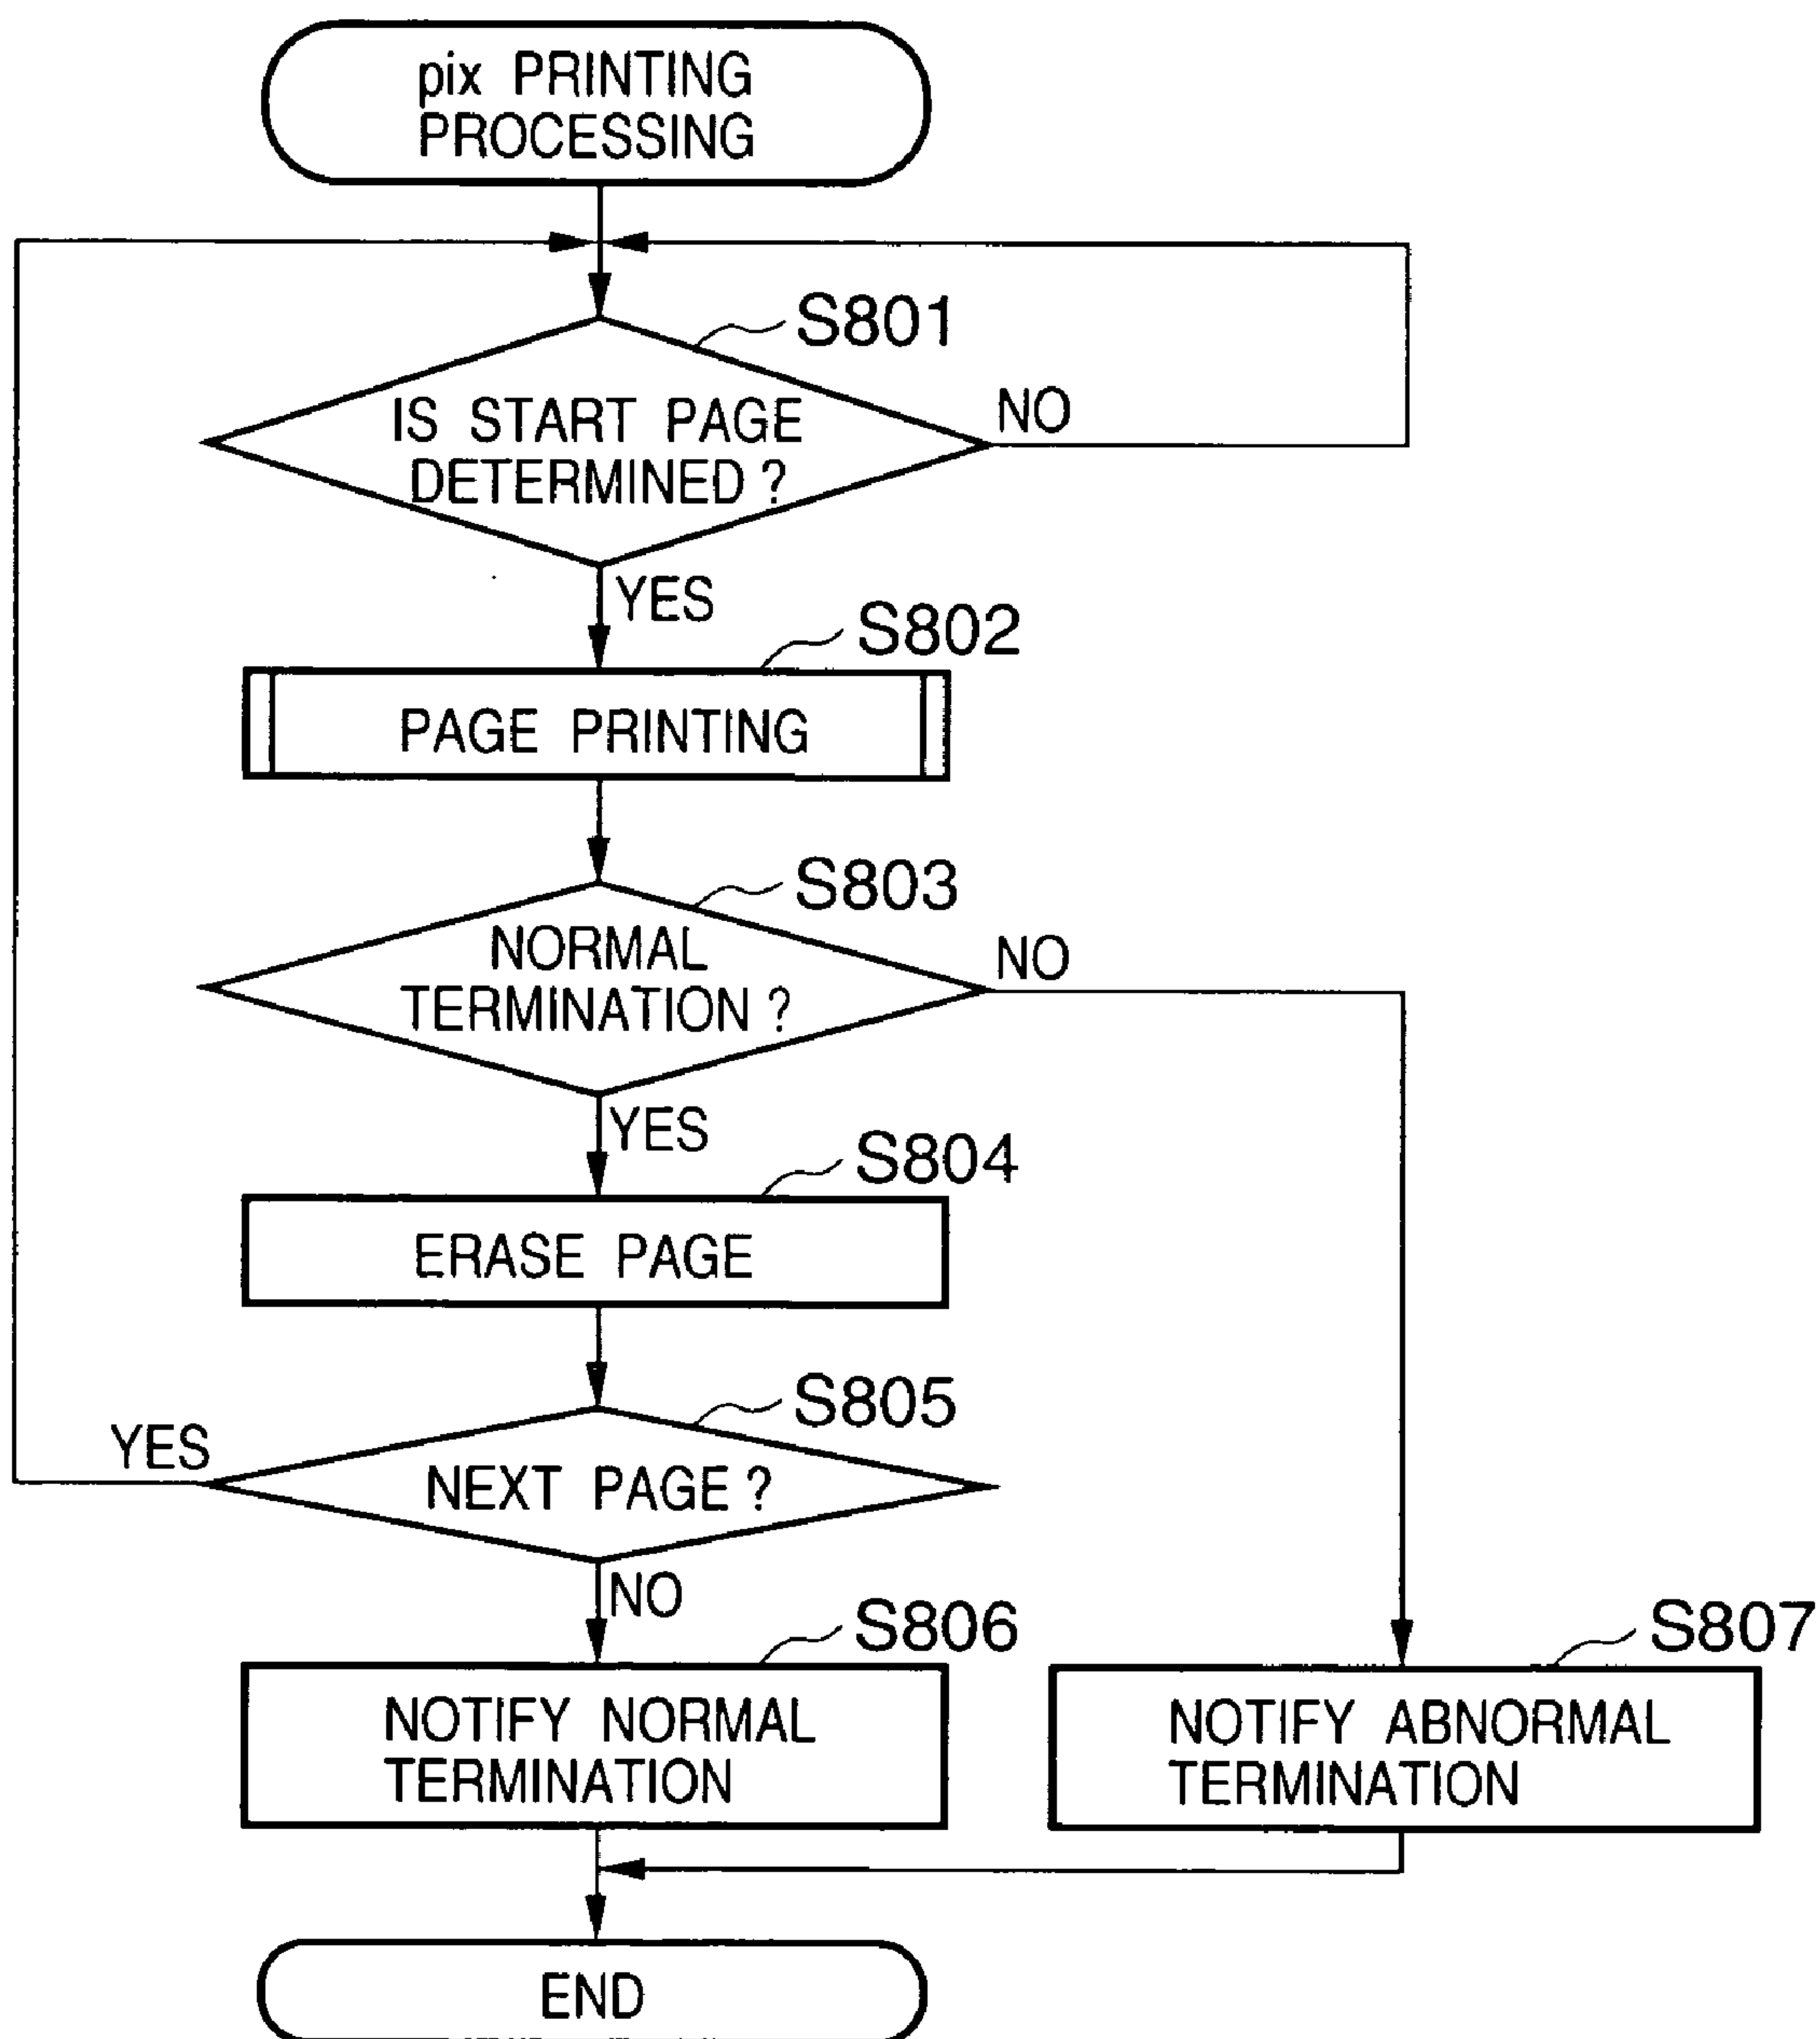 pix PRINTING
PROCESSING
S801
IS START PAGE
DETERMINED ?
NO
YES
S802
PAGE PRINTING
S803
NORMAL
TERMINATION ?
NO
YES
S804
ERASE PAGE
S805
YES
NEXT PAGE ?
NO
S806
S807
NOTIFY NORMAL
TERMINATION
NOTIFY ABNORMAL
TERMINATION
END